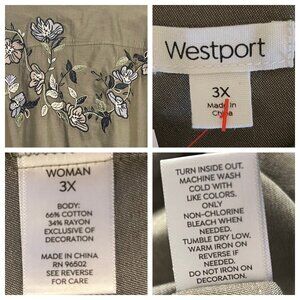 Westport
3X
Made in
China
WOMAN
3X
BODY:
66% COTTON
34% RAYON
EXCLUSIVE OF
DECORATION
MADE IN CHINA
RN 96502
SEE REVERSE
FOR CARE
TURN INSIDE OUT.
MACHINE WASH
COLD WITH
LIKE COLORS,
ONLY
NON-CHLORINE
BLEACH WHEN
NEEDED.
TUMBLE DRY LOW.
WARM IRON ON
REVERSE IF
NEEDED.
DO NOT IRON ON
DECORATION.